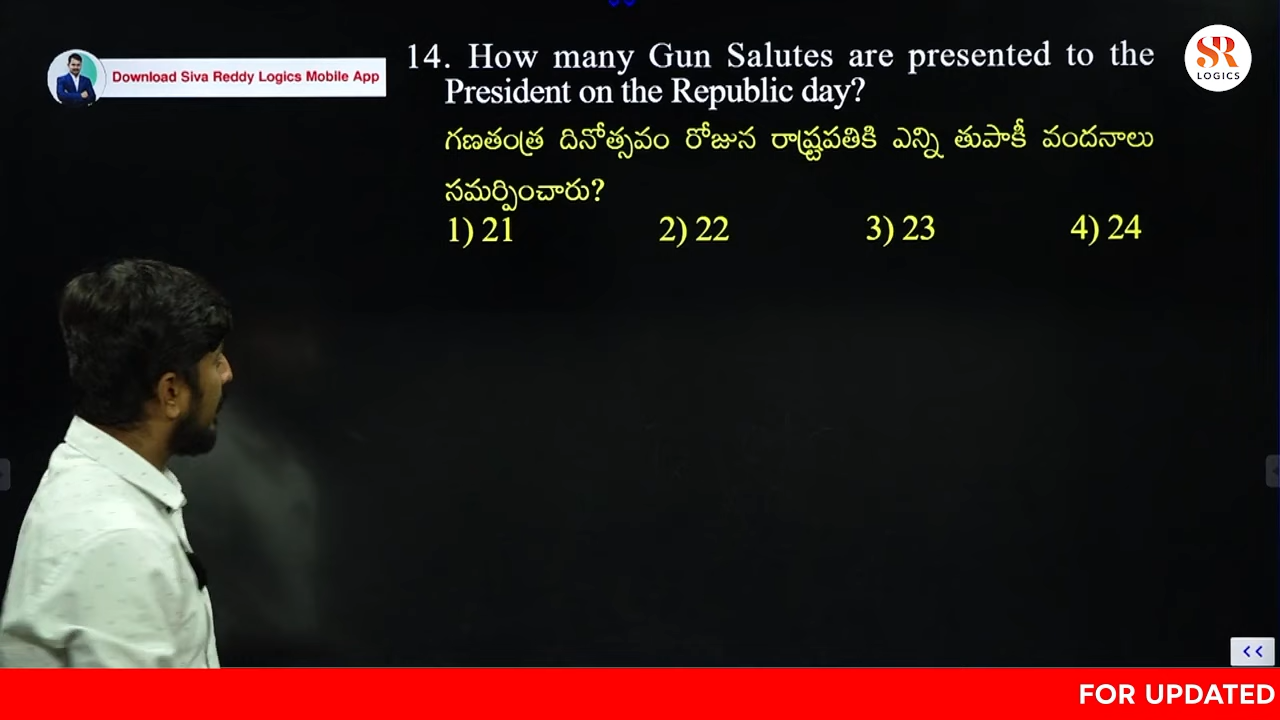 Download Siva Reddy Logics Mobile App
SR
LOGICS
14. How many Gun Salutes are presented to the
President on the Republic day?
గణతంత్ర దినోత్సవం రోజున రాష్ట్రపతికి ఎన్ని తుపాకీ వందనాలు
సమర్పించారు?
1) 21 2) 22 3) 23 4) 24
<<
FOR UPDATED